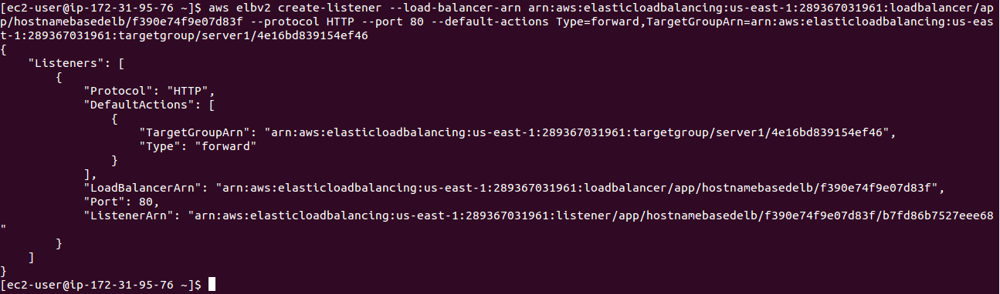 [ec2-user@ip-172-31-95-76 ~]$ aws elbv2 create-listener --load-balancer-arn arn:aws:elasticloadbalancing:us-east-1:289367031961:loadbalancer/ap
p/hostnamebasedelb/f390e74f9e07d83f --protocol HTTP --port 80 --default-actions Type=forward,TargetGroupArn=arn:aws:elasticloadbalancing:us-eas
t-1:289367031961:targetgroup/server1/4e16bd839154ef46
{
    "Listeners": [
        {
            "Protocol": "HTTP",
            "DefaultActions": [
                {
                    "TargetGroupArn": "arn:aws:elasticloadbalancing:us-east-1:289367031961:targetgroup/server1/4e16bd839154ef46",
                    "Type": "forward"
                }
            ],
            "LoadBalancerArn": "arn:aws:elasticloadbalancing:us-east-1:289367031961:loadbalancer/app/hostnamebasedelb/f390e74f9e07d83f",
            "Port": 80,
            "ListenerArn": "arn:aws:elasticloadbalancing:us-east-1:289367031961:listener/app/hostnamebasedelb/f390e74f9e07d83f/b7fd86b7527eee68
"
        }
    ]
}
[ec2-user@ip-172-31-95-76 ~]$